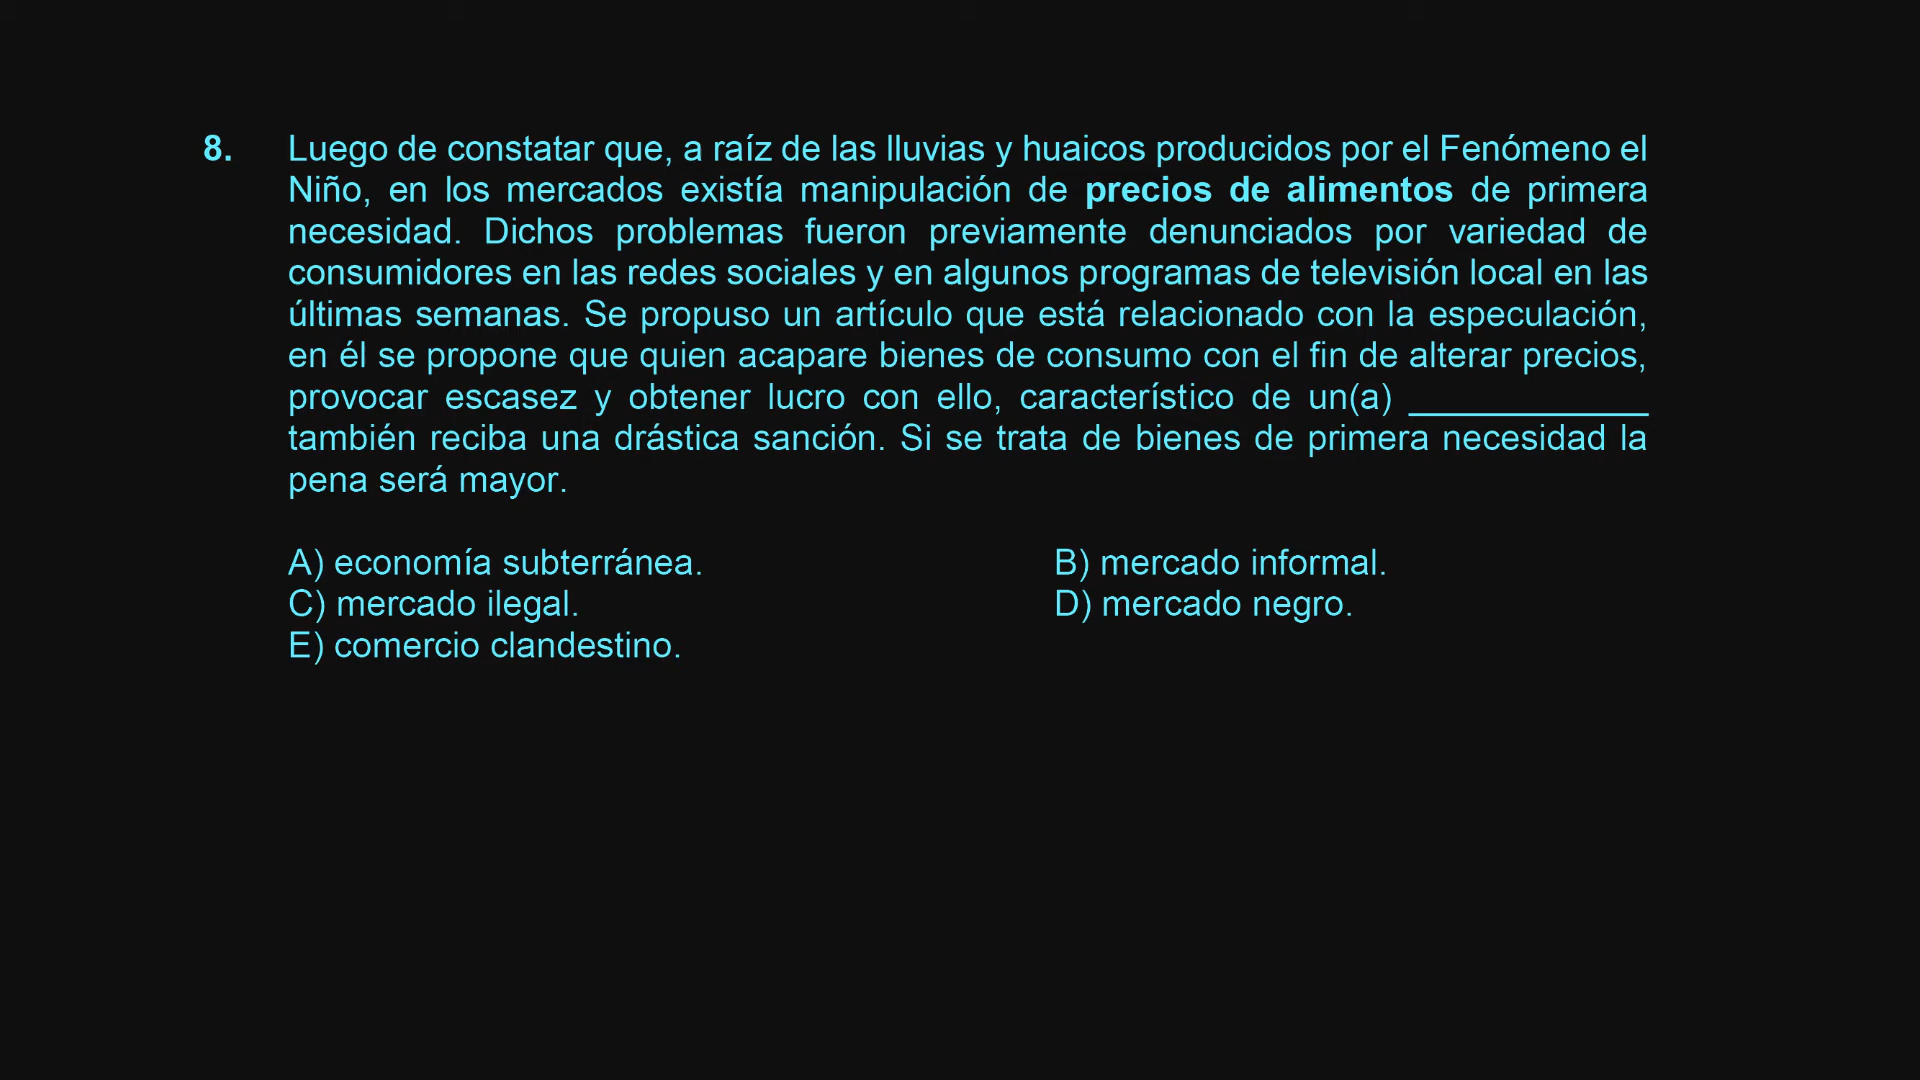 8. Luego de constatar que, a raíz de las lluvias y huaicos producidos por el Fenómeno el
Niño, en los mercados existía manipulación de precios de alimentos de primera
necesidad. Dichos problemas fueron previamente denunciados por variedad de
consumidores en las redes sociales y en algunos programas de televisión local en las
últimas semanas. Se propuso un artículo que está relacionado con la especulación,
en él se propone que quien acapare bienes de consumo con el fin de alterar precios,
provocar escasez y obtener lucro con ello, característico de un(a) ____________
también reciba una drástica sanción. Si se trata de bienes de primera necesidad la
pena será mayor.
A) economía subterránea. B) mercado informal.
C) mercado ilegal. D) mercado negro.
E) comercio clandestino.